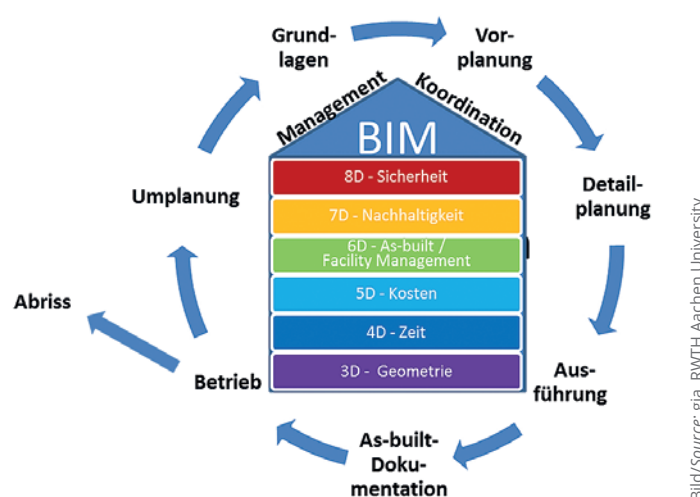 Grund-
lagen
Vor-
planung
Detail-
planung
Aus-
führung
As-built-
Doku-
mentation
Betrieb
Abriss
Umplanung
Management
Koordination
BIM
8D - Sicherheit
7D - Nachhaltigkeit
6D - As-built /
Facility Management
5D - Kosten
4D - Zeit
3D - Geometrie
Bild/Source: gia, RWTH Aachen University